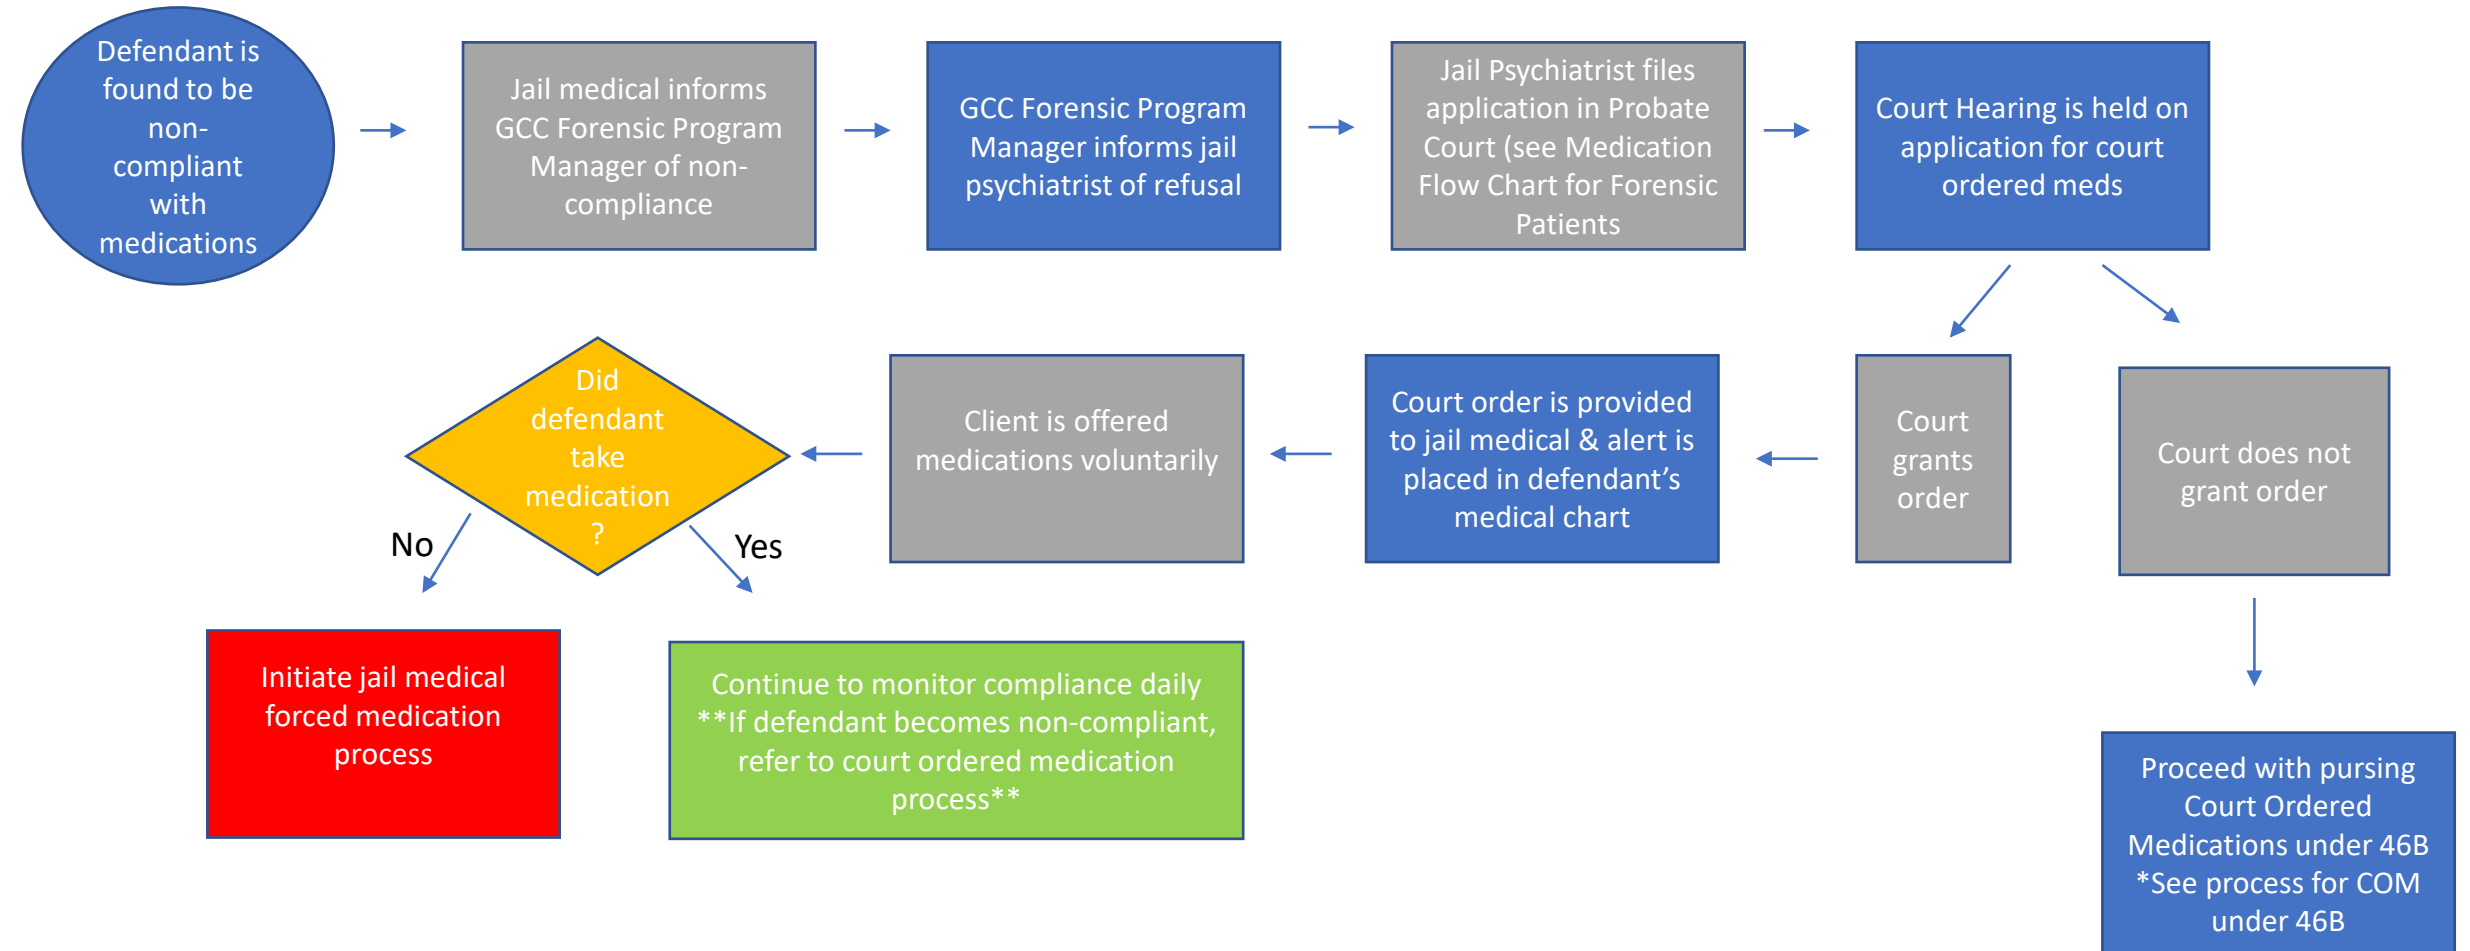 Defendant is
found to be
non-
compliant
with
medications
Jail medical informs
GCC Forensic Program
Manager of non-
compliance
GCC Forensic Program
Manager informs jail
psychiatrist of refusal
Jail Psychiatrist files
application in Probate
Court (see Medication
Flow Chart for Forensic
Patients
Court Hearing is held on
application for court
ordered meds
Did
defendant
take
medication
?
Client is offered
medications voluntarily
Court order is provided
to jail medical & alert is
placed in defendant’s
medical chart
Court
grants
order
Court does not
grant order
No
Yes
Initiate jail medical
forced medication
process
Continue to monitor compliance daily
**If defendant becomes non-compliant,
refer to court ordered medication
process**
Proceed with pursing
Court Ordered
Medications under 46B
*See process for COM
under 46B